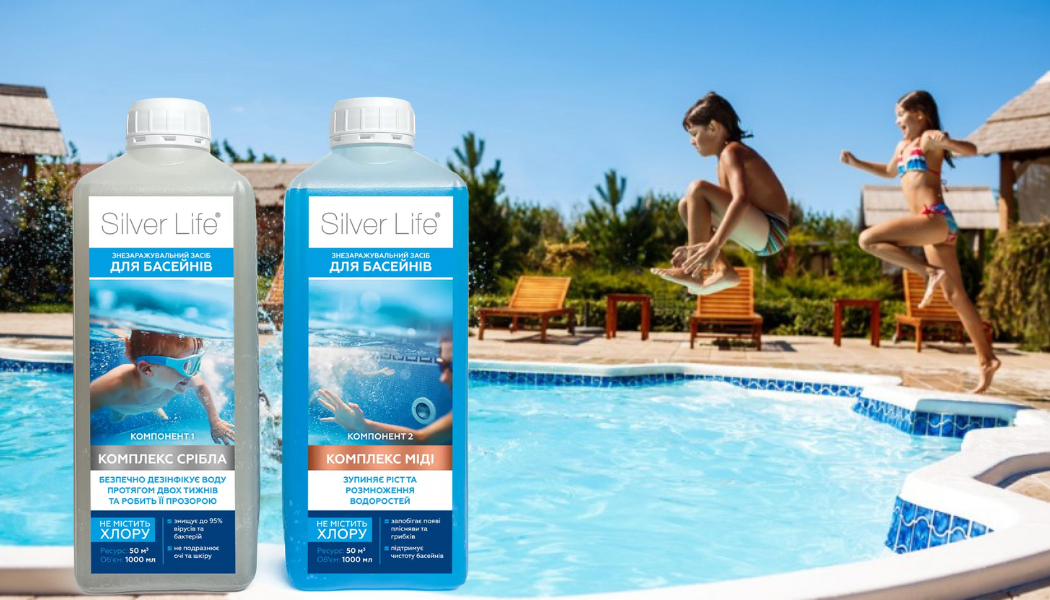 Silver Life®
ЗНЕЗАРАЖУВАЛЬНИЙ ЗАСІБ
ДЛЯ БАСЕЙНІВ
КОМПОНЕНТ 1
КОМПЛЕКС СРІБЛА
БЕЗПЕЧНО ДЕЗІНФІКУЄ ВОДУ
ПРОТЯГОМ ДВОХ ТИЖНІВ
ТА РОБИТЬ ЇЇ ПРОЗОРОЮ
НЕ МІСТИТЬ
ХЛОРУ
Ресурс: 50 м³
Об'єм: 1000 мл
знищує до 95%
вірусів та
бактерій
не подразнює
очі та шкіру
Silver Life®
ЗНЕЗАРАЖУВАЛЬНИЙ ЗАСІБ
ДЛЯ БАСЕЙНІВ
КОМПОНЕНТ 2
КОМПЛЕКС МІДІ
ЗУПИНЯЄ РІСТ ТА
РОЗМНОЖЕННЯ
ВОДОРОСТЕЙ
НЕ МІСТИТЬ
ХЛОРУ
Ресурс: 50 м³
Об'єм: 1000 мл
запобігає появі
плісняви та
грибків
підтримує
чистоту басейнів